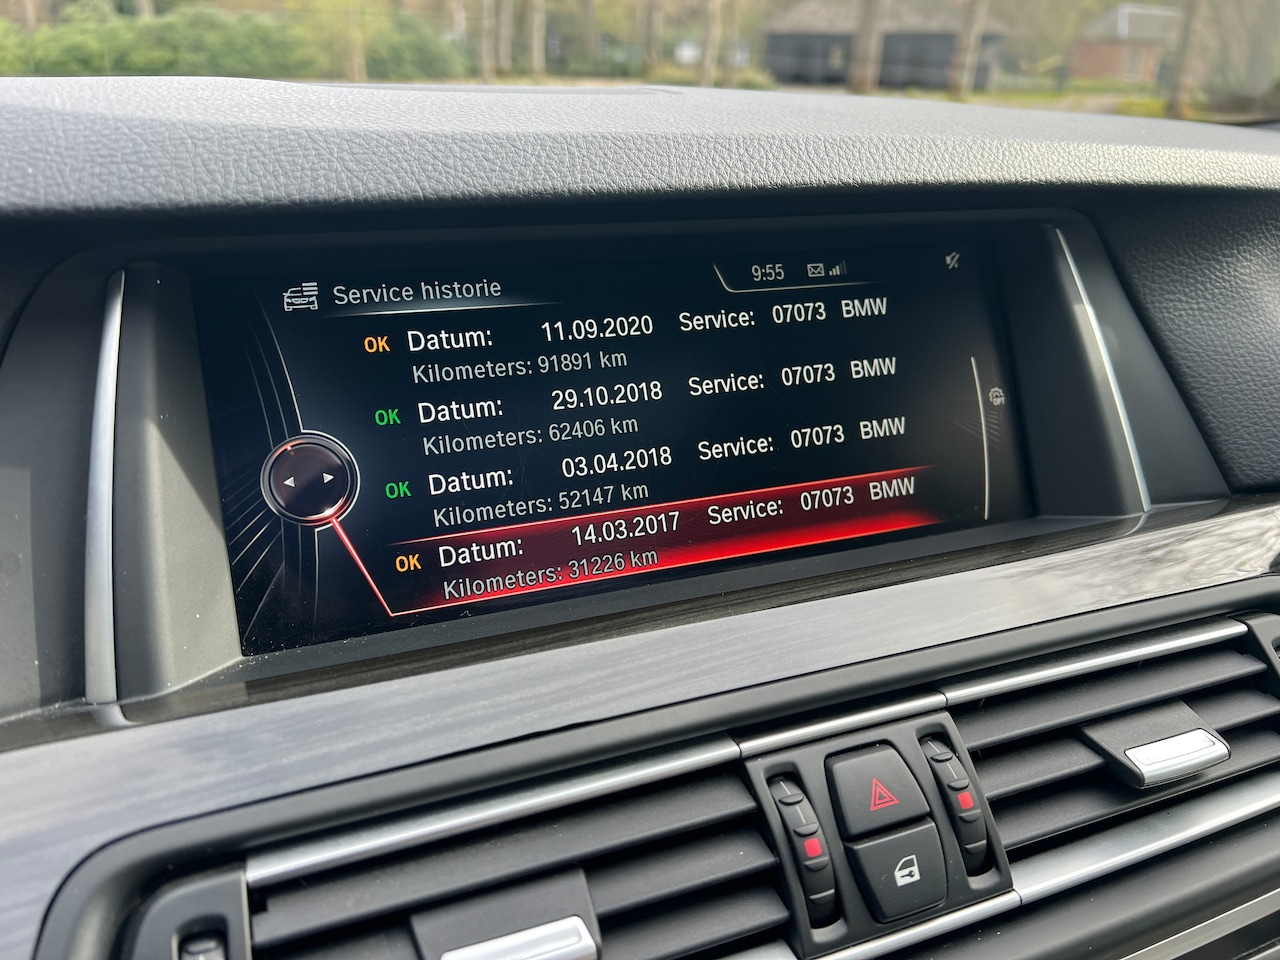 Service historie
9:55
OK Datum: 11.09.2020 Service: 07073 BMW
Kilometers: 91891 km
OK Datum: 29.10.2018 Service: 07073 BMW
Kilometers: 62406 km
OK Datum: 03.04.2018 Service: 07073 BMW
Kilometers: 52147 km
OK Datum: 14.03.2017 Service: 07073 BMW
Kilometers: 31226 km